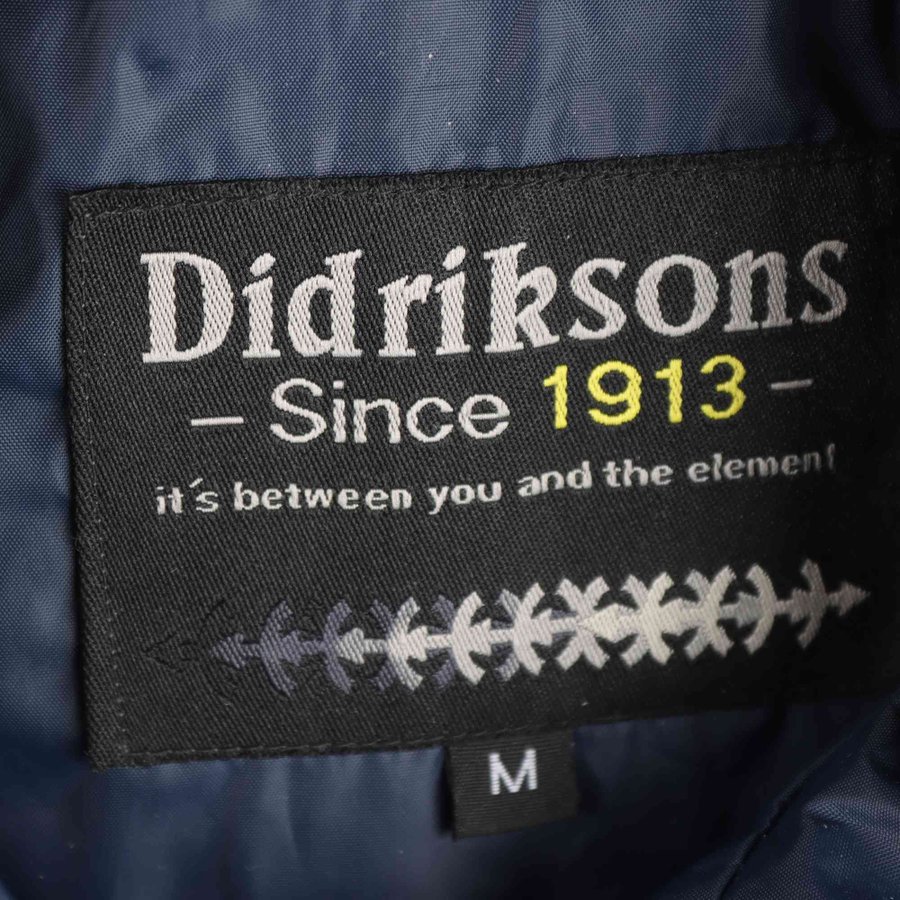 Didriksons
- Since 1913 -
it's between you and the element
M